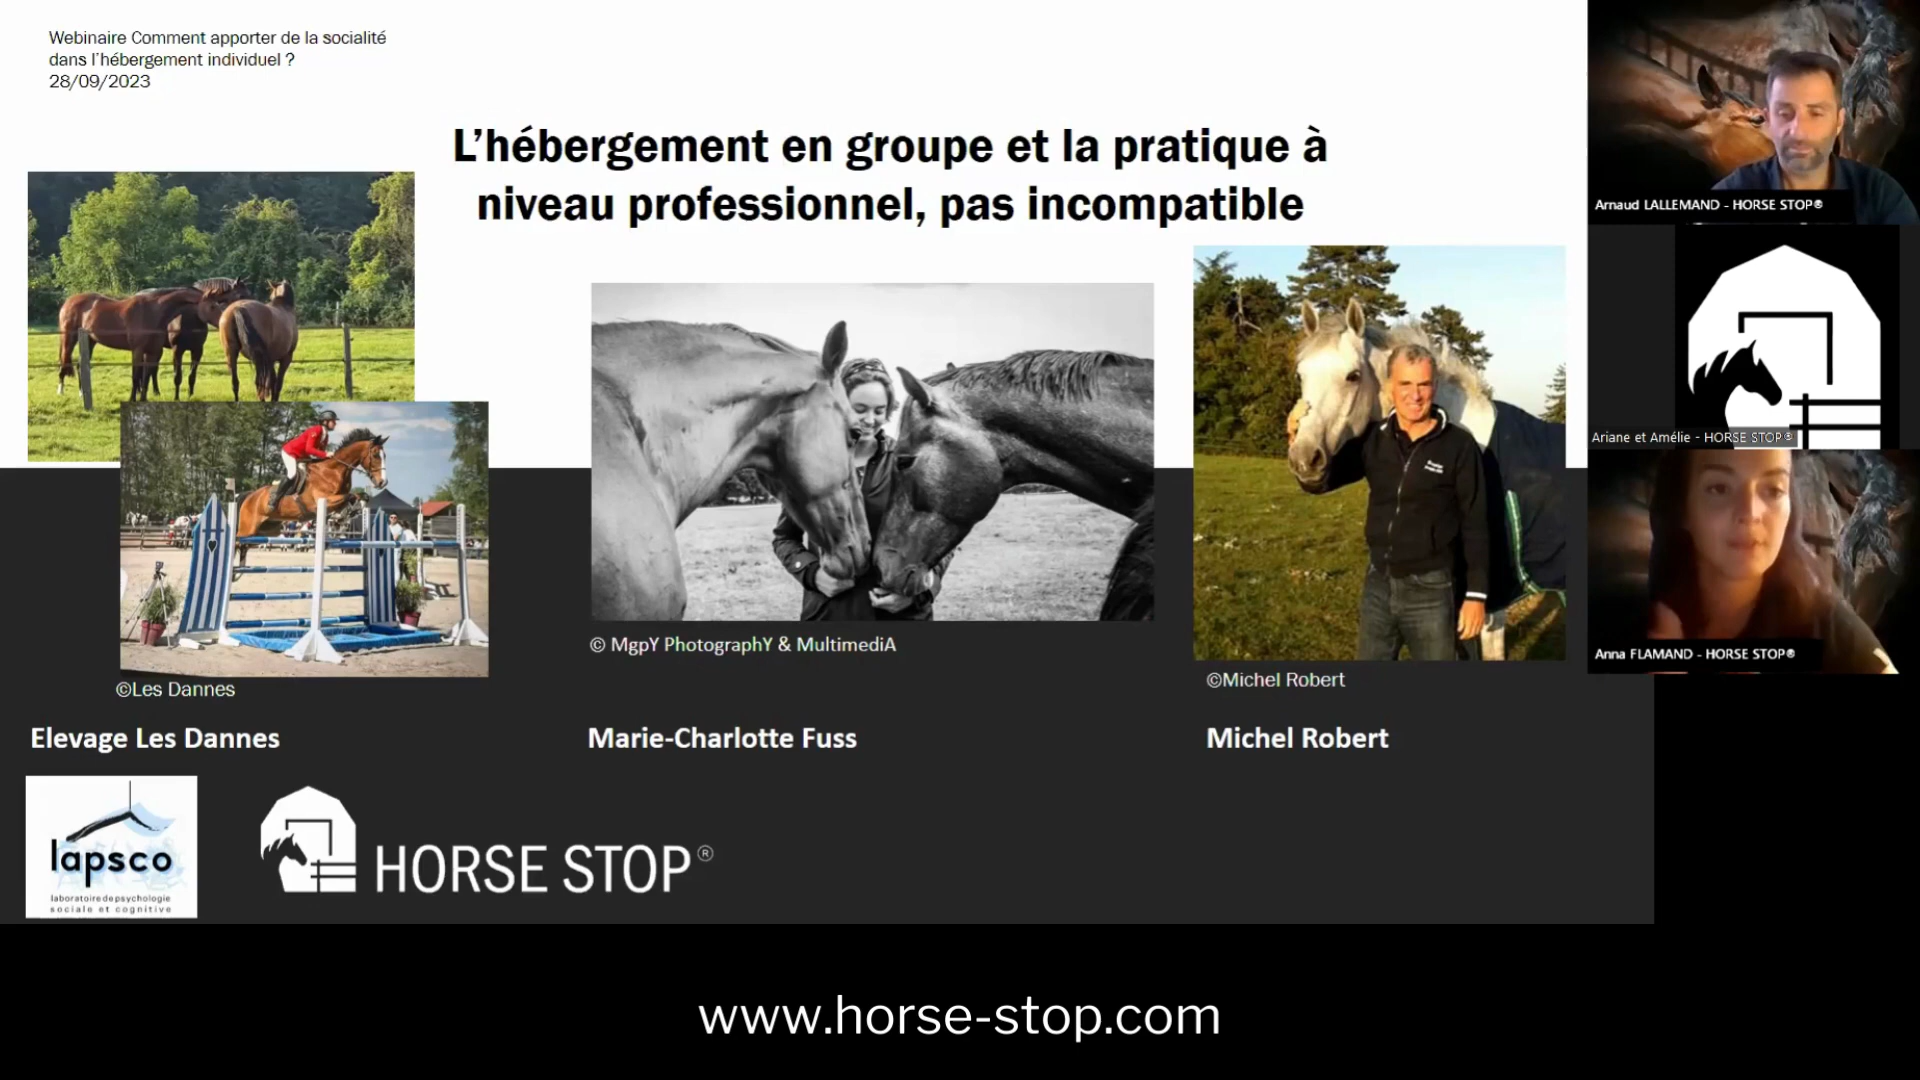 Webinaire Comment apporter de la socialité
dans l'hébergement individuel ?
28/09/2023
L'hébergement en groupe et la pratique à
niveau professionnel, pas incompatible
© MgpY PhotographY & MultimediA
©Les Dannes
©Michel Robert
Elevage Les Dannes
Marie-Charlotte Fuss
Michel Robert
lapsco
laboratoire de psychologie
sociale et cognitive
HORSE STOP®
Arnaud LALLEMAND - HORSE STOP®
Ariane et Amélie - HORSE STOP®
Anna FLAMAND - HORSE STOP®
www.horse-stop.com